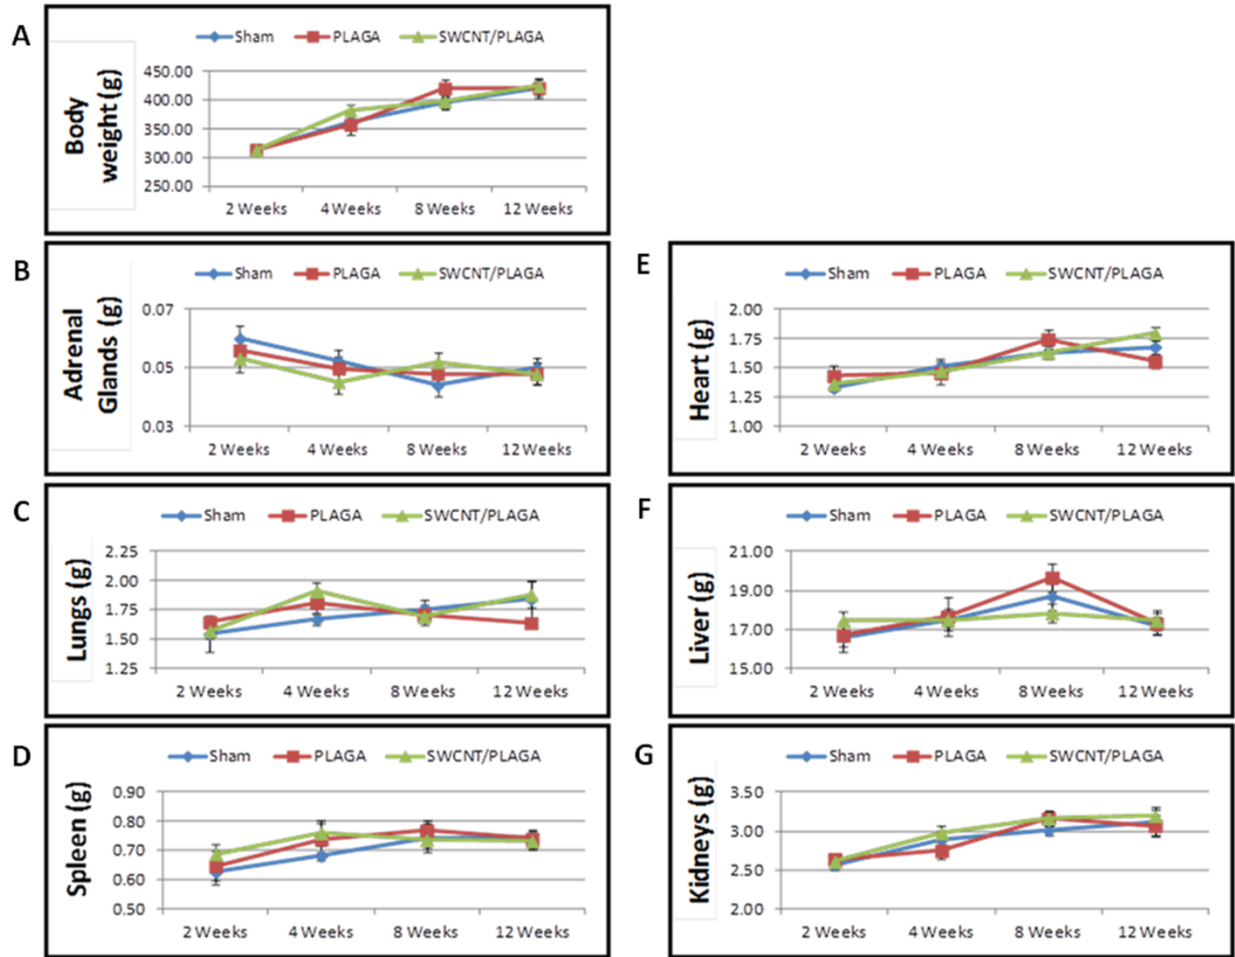 A
Sham PLAGA SWCNT/PLAGA
Body
weight (g)
450.00
400.00
350.00
300.00
250.00
2 Weeks 4 Weeks 8 Weeks 12 Weeks
B
Sham PLAGA SWCNT/PLAGA
Adrenal
Glands (g)
0.07
0.05
0.03
2 Weeks 4 Weeks 8 Weeks 12 Weeks
E
Sham PLAGA SWCNT/PLAGA
Heart (g)
2.00
1.75
1.50
1.25
1.00
2 Weeks 4 Weeks 8 Weeks 12 Weeks
C
Sham PLAGA SWCNT/PLAGA
Lungs (g)
2.25
2.00
1.75
1.50
1.25
2 Weeks 4 Weeks 8 Weeks 12 Weeks
F
Sham PLAGA SWCNT/PLAGA
Liver (g)
21.00
19.00
17.00
15.00
2 Weeks 4 Weeks 8 Weeks 12 Weeks
D
Sham PLAGA SWCNT/PLAGA
Spleen (g)
0.90
0.80
0.70
0.60
0.50
2 Weeks 4 Weeks 8 Weeks 12 Weeks
G
Sham PLAGA SWCNT/PLAGA
Kidneys (g)
3.50
3.00
2.50
2.00
2 Weeks 4 Weeks 8 Weeks 12 Weeks